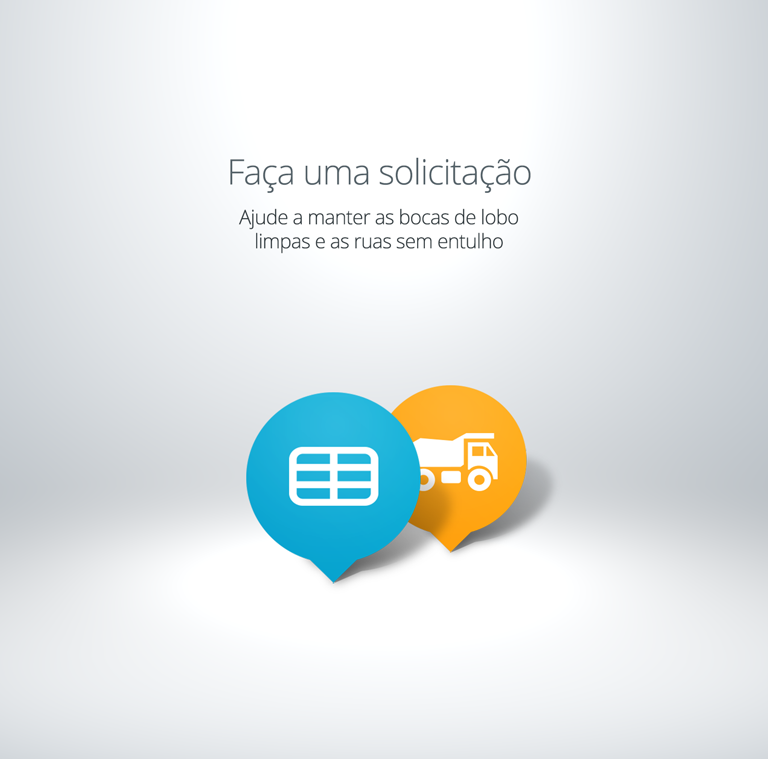 Faça uma solicitação
Ajude a manter as bocas de lobo
limpas e as ruas sem entulho